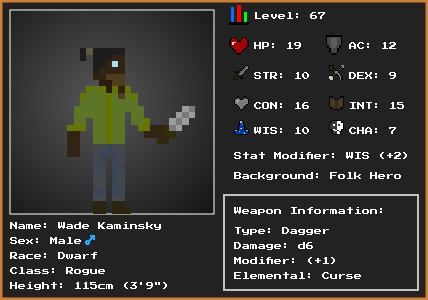 Level: 67
HP: 19 AC: 12
STR: 10 DEX: 9
CON: 16 INT: 15
WIS: 10 CHA: 7
Stat Modifier: WIS (+2)
Background: Folk Hero
Name: Wade Kaminsky
Sex: Male ♂
Race: Dwarf
Class: Rogue
Height: 115cm (3'9")
Weapon Information:
Type: Dagger
Damage: d6
Modifier: (+1)
Elemental: Curse